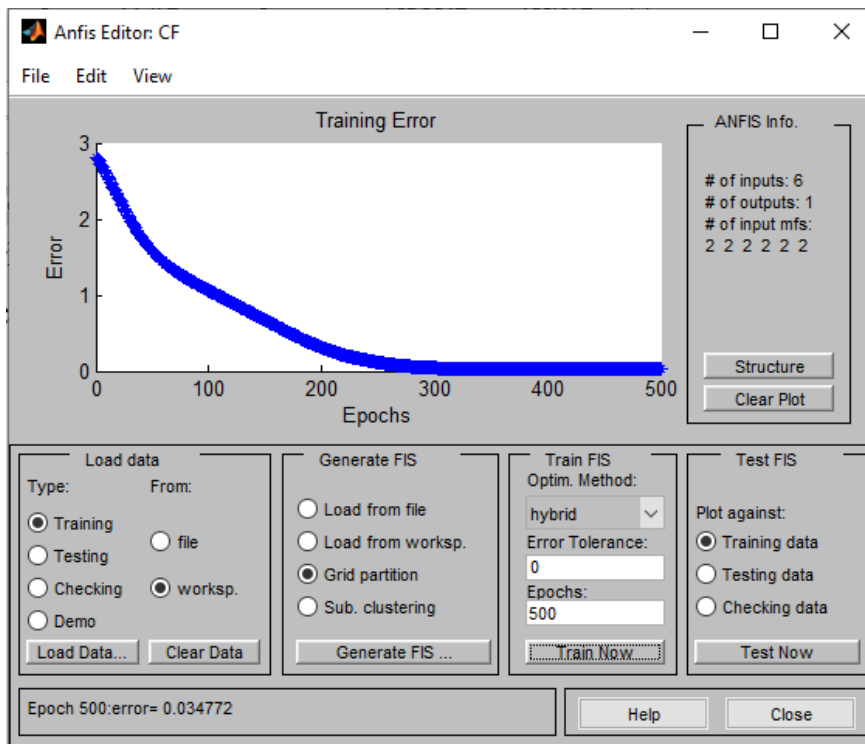 Anfis Editor: CF
File Edit View
Training Error
3
2
1
0
Error
0 100 200 300 400 500
Epochs
ANFIS Info.
# of inputs: 6
# of outputs: 1
# of input mfs:
2 2 2 2 2 2
Structure
Clear Plot
Load data
Type:
From:
Training
Testing
Checking
Demo
file
worksp.
Load Data...
Clear Data
Generate FIS
Load from file
Load from worksp.
Grid partition
Sub. clustering
Generate FIS ...
Train FIS
Optim. Method:
hybrid
Error Tolerance:
0
Epochs:
500
Train Now
Test FIS
Plot against:
Training data
Testing data
Checking data
Test Now
Epoch 500:error= 0.034772
Help
Close